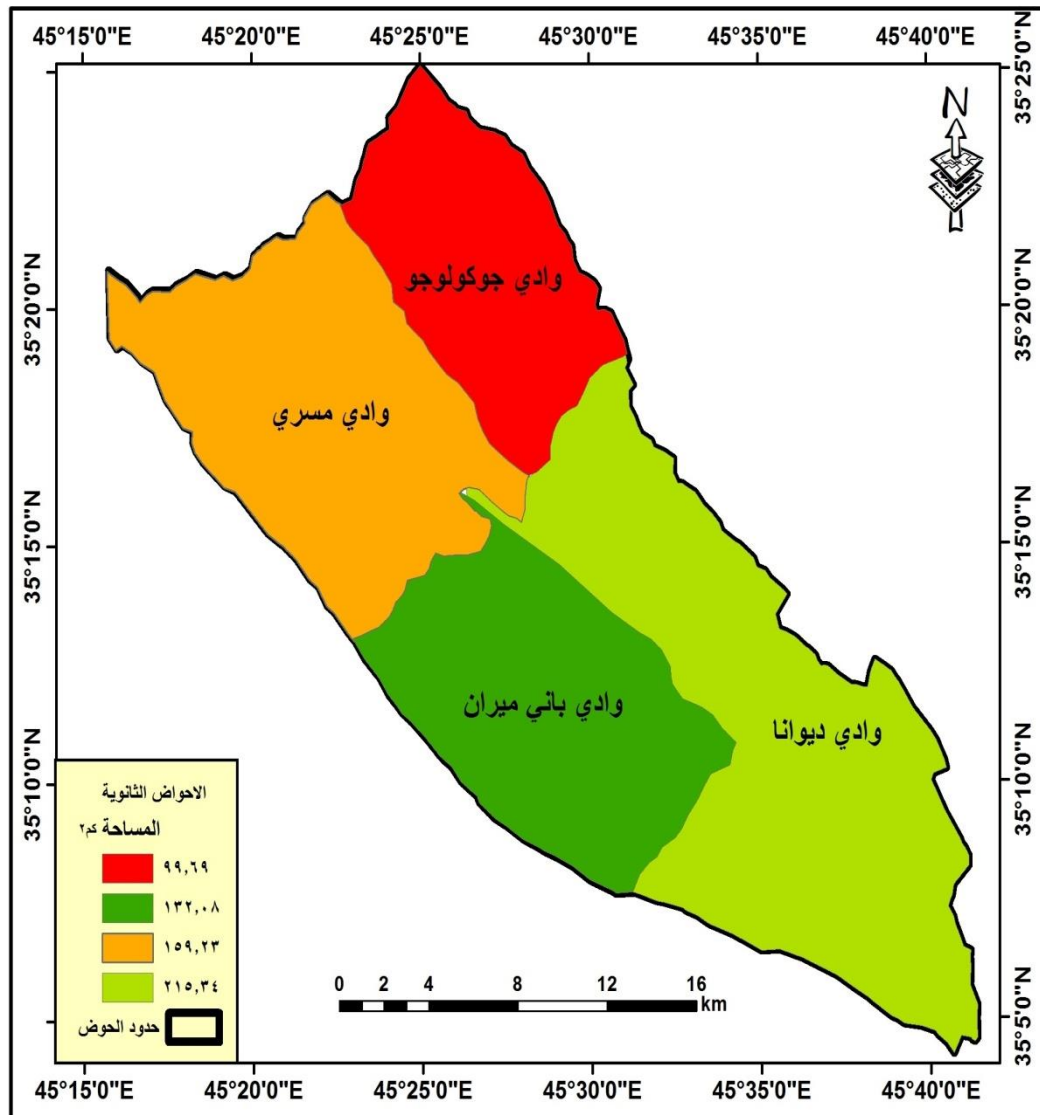 45°15'0"E 45°20'0"E 45°25'0"E 45°30'0"E 45°35'0"E 45°40'0"E
35°25'0"N
N
وادي جوكولوجو
35°20'0"N 35°20'0"N
وادي مسري
35°15'0"N 35°15'0"N
وادي باني ميران
وادي ديوانا
35°10'0"N 35°10'0"N
الاحواض الثانوية
المساحة كم٢
٩٩,٦٩
١٣٢,٠٨
١٥٩,٢٣
٢١٥,٣٤
حدود الحوض
0 2 4 8 12 16
km
35°5'0"N
45°15'0"E 45°20'0"E 45°25'0"E 45°30'0"E 45°35'0"E 45°40'0"E